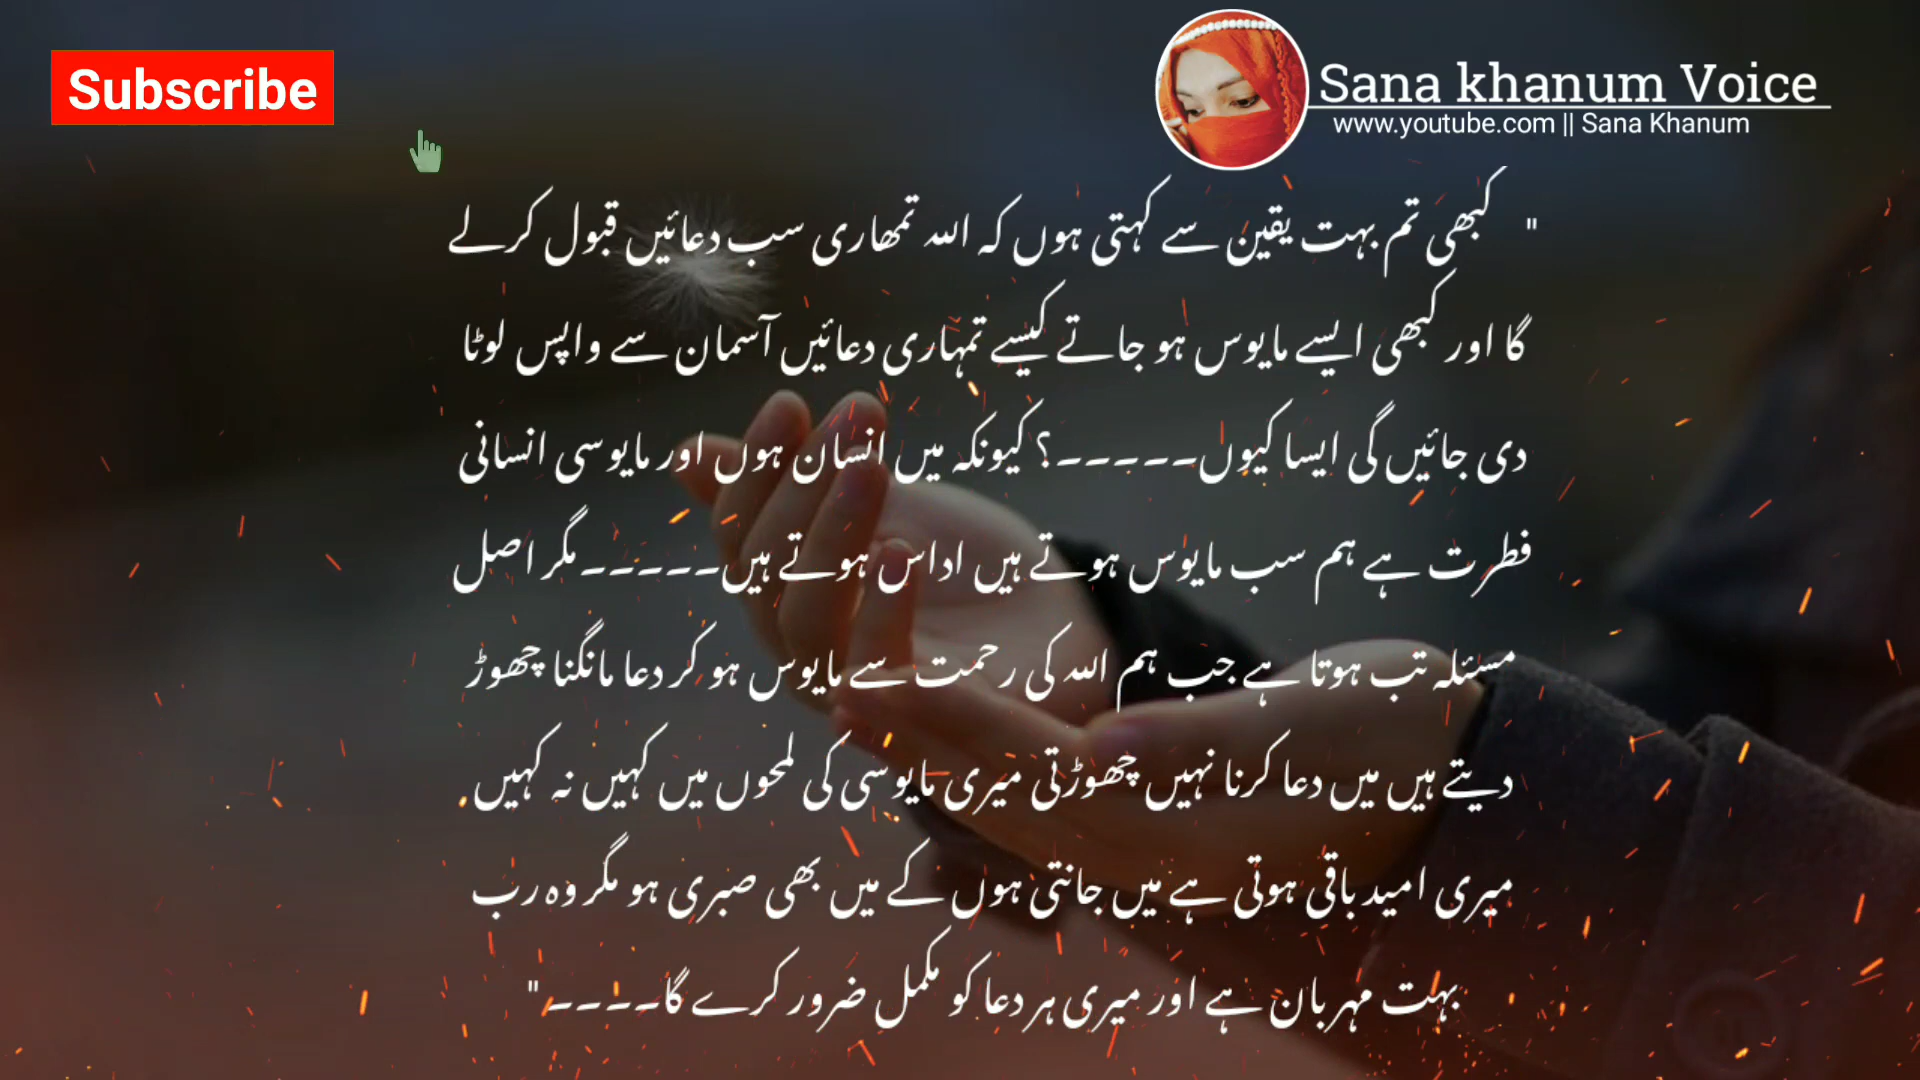 Subscribe
Sana khanum Voice
www.youtube.com || Sana Khanum
" کبھی تم بہت یقین سے کہتی ہوں کہ اللہ تمھاری سب دعائیں قبول کرلے
گا اور کبھی ایسے مایوس ہو جاتے کیسے تمہاری دعائیں آسمان سے واپس لوٹا
دی جائیں گی ایسا کیوں-----؟ کیونکہ میں انسان ہوں اور مایوسی انسانی
فطرت ہے ہم سب مایوس ہوتے ہیں اداس ہوتے ہیں-----مگر اصل
مسئلہ تب ہوتا ہے جب ہم اللہ کی رحمت سے مایوس ہو کر دعا مانگنا چھوڑ
دیتے ہیں میں دعا کرنا نہیں چھوڑتی میری مایوسی کی لمحوں میں کہیں نہ کہیں
میری امید باقی ہوتی ہے میں جانتی ہوں کے میں بھی صبری ہو مگر وہ رب
بہت مہربان ہے اور میری ہر دعا کو مکمل ضرور کرے گا----"